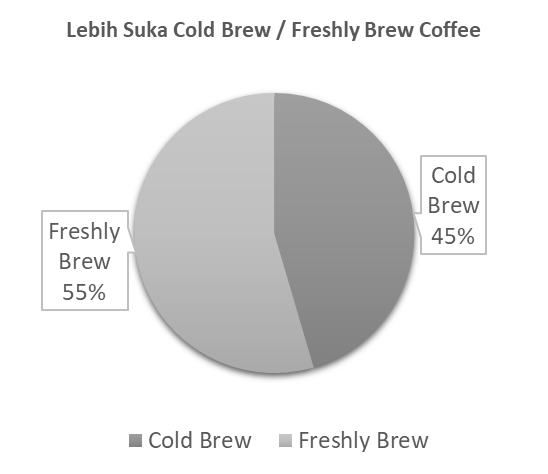 Lebih Suka Cold Brew / Freshly Brew Coffee
Cold
Brew
45%
Freshly
Brew
55%
Cold Brew
Freshly Brew